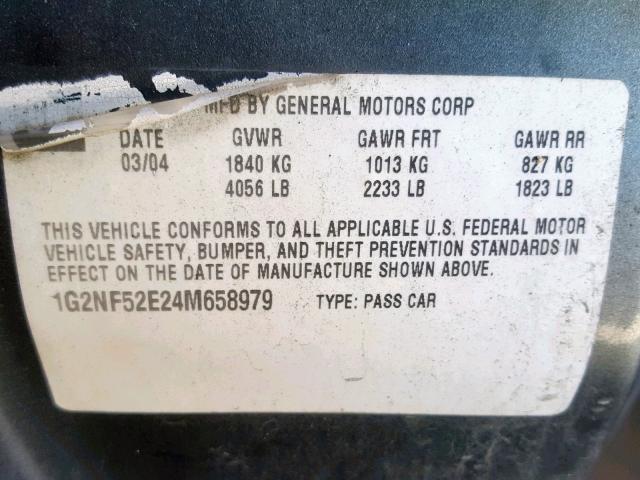 MFD BY GENERAL MOTORS CORP
DATE GVWR GAWR FRT GAWR RR
03/04 1840 KG 1013 KG 827 KG
4056 LB 2233 LB 1823 LB
THIS VEHICLE CONFORMS TO ALL APPLICABLE U.S. FEDERAL MOTOR
VEHICLE SAFETY, BUMPER, AND THEFT PREVENTION STANDARDS IN
EFFECT ON THE DATE OF MANUFACTURE SHOWN ABOVE.
1G2NF52E24M658979 TYPE: PASS CAR